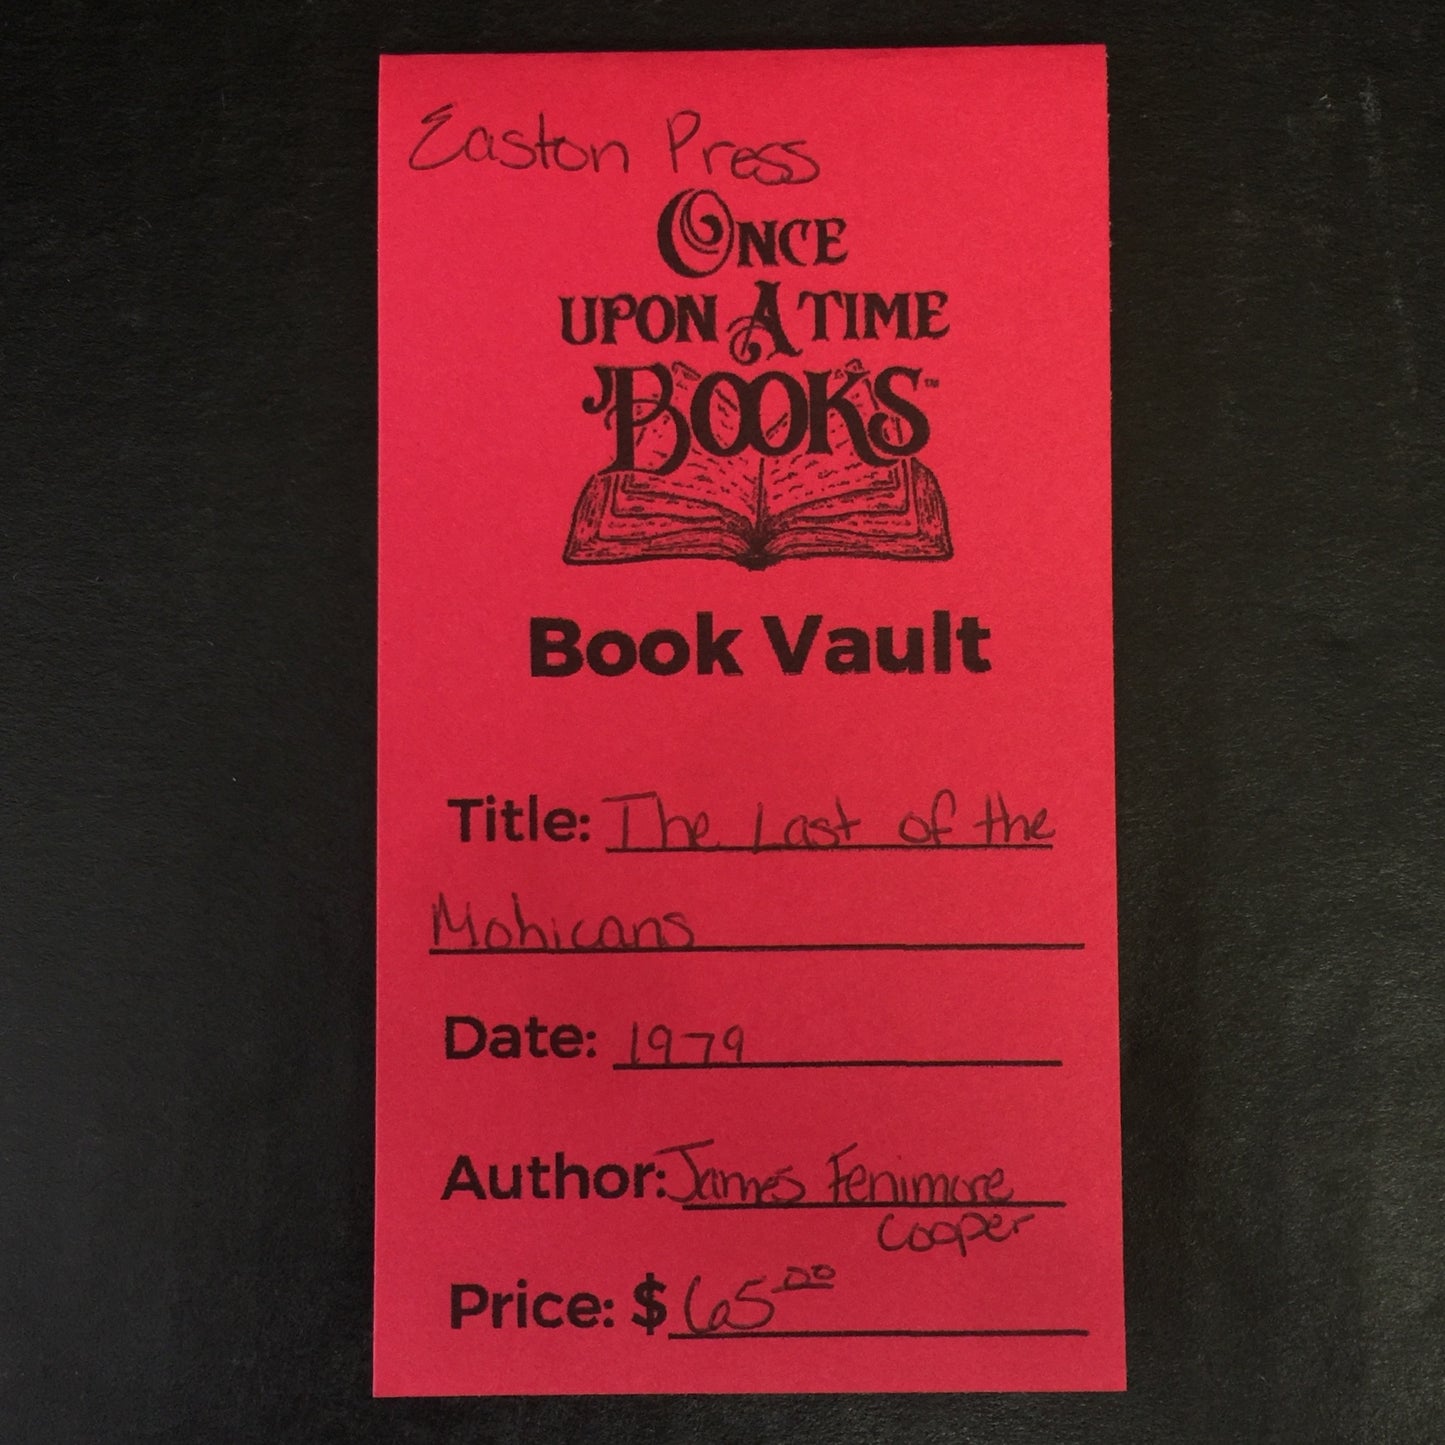 Easton Press
ONCE
UPON A TIME
BOOKS™
Book Vault
Title: The Last of the
Mohicans
Date: 1979
Author: James Fenimore
Cooper
Price: $65.00